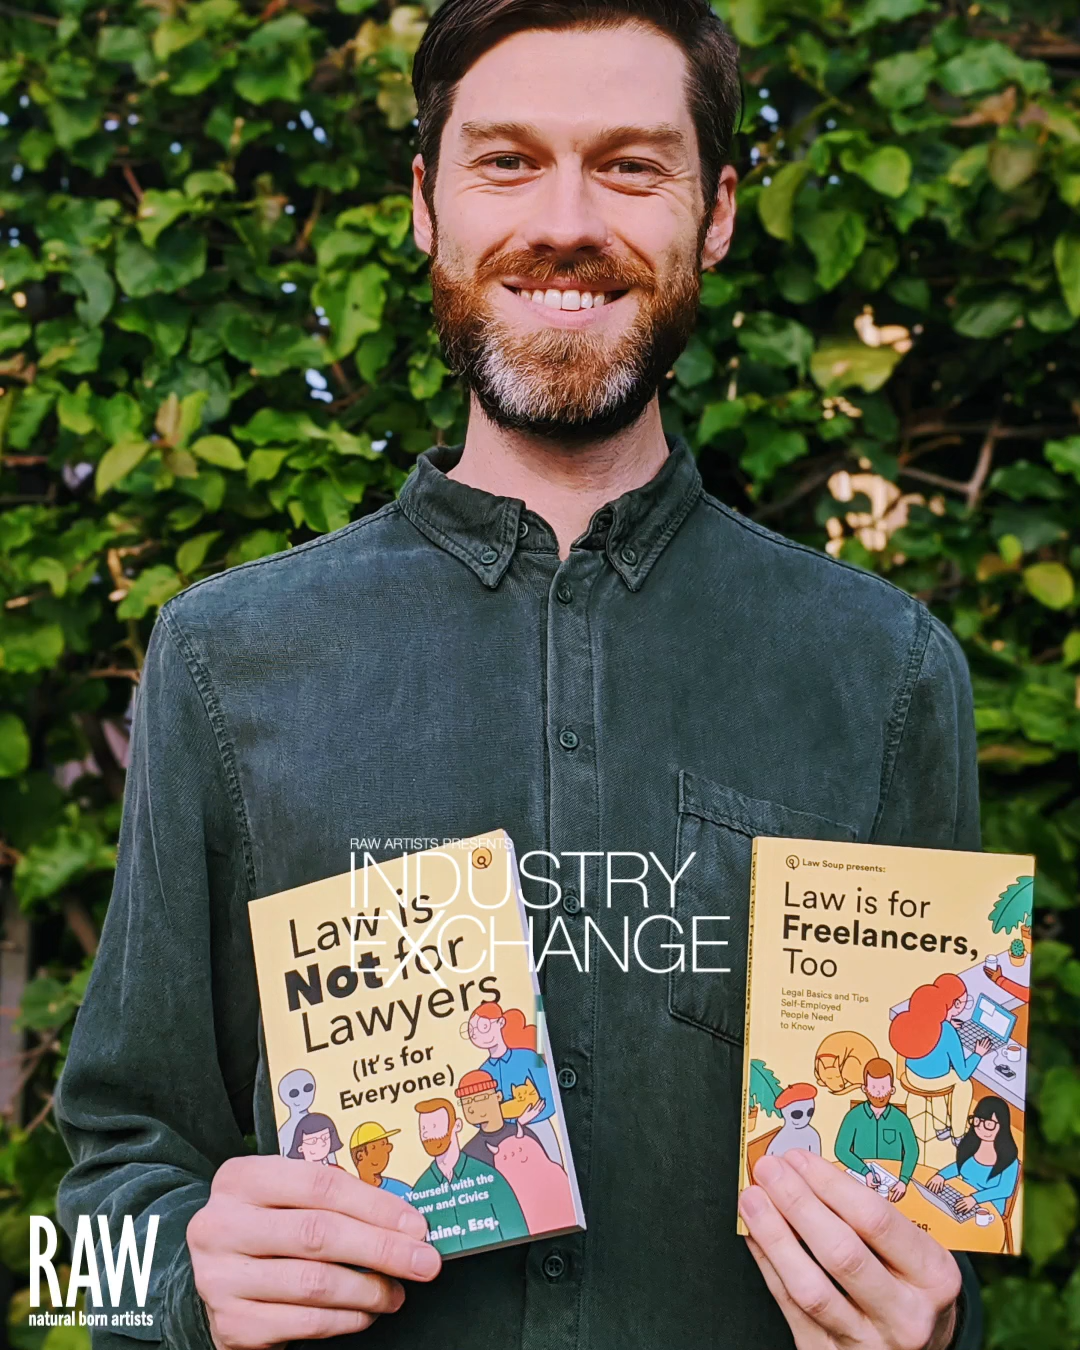 RAW ARTISTS PRESENTS
INDUSTRY
EXCHANGE
Law is
Not for
Lawyers
(It's for
Everyone)
Yourself with the
Law and Civics
Esq.
Law Soup presents:
Law is for
Freelancers,
Too
Legal Basics and Tips
Self-Employed
People Need
to Know
Esq.
RAW
natural born artists